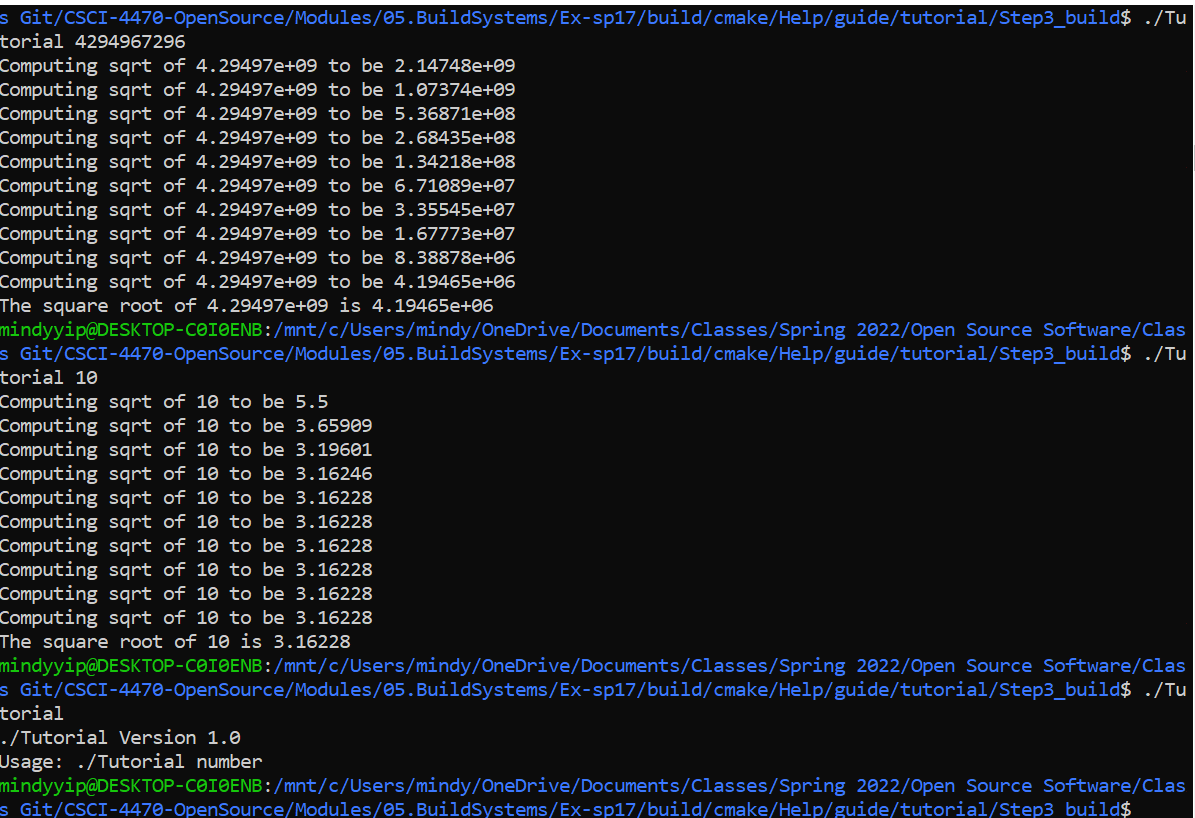 s Git/CSCI-4470-OpenSource/Modules/05.BuildSystems/Ex-sp17/build/cmake/Help/guide/tutorial/Step3_build$ ./Tu
torial 4294967296
Computing sqrt of 4.29497e+09 to be 2.14748e+09
Computing sqrt of 4.29497e+09 to be 1.07374e+09
Computing sqrt of 4.29497e+09 to be 5.36871e+08
Computing sqrt of 4.29497e+09 to be 2.68435e+08
Computing sqrt of 4.29497e+09 to be 1.34218e+08
Computing sqrt of 4.29497e+09 to be 6.71089e+07
Computing sqrt of 4.29497e+09 to be 3.35545e+07
Computing sqrt of 4.29497e+09 to be 1.67773e+07
Computing sqrt of 4.29497e+09 to be 8.38878e+06
Computing sqrt of 4.29497e+09 to be 4.19465e+06
The square root of 4.29497e+09 is 4.19465e+06
mindyyip@DESKTOP-C0I0ENB:/mnt/c/Users/mindy/OneDrive/Documents/Classes/Spring 2022/Open Source Software/Clas
s Git/CSCI-4470-OpenSource/Modules/05.BuildSystems/Ex-sp17/build/cmake/Help/guide/tutorial/Step3_build$ ./Tu
torial 10
Computing sqrt of 10 to be 5.5
Computing sqrt of 10 to be 3.65909
Computing sqrt of 10 to be 3.19601
Computing sqrt of 10 to be 3.16246
Computing sqrt of 10 to be 3.16228
Computing sqrt of 10 to be 3.16228
Computing sqrt of 10 to be 3.16228
Computing sqrt of 10 to be 3.16228
Computing sqrt of 10 to be 3.16228
Computing sqrt of 10 to be 3.16228
The square root of 10 is 3.16228
mindyyip@DESKTOP-C0I0ENB:/mnt/c/Users/mindy/OneDrive/Documents/Classes/Spring 2022/Open Source Software/Clas
s Git/CSCI-4470-OpenSource/Modules/05.BuildSystems/Ex-sp17/build/cmake/Help/guide/tutorial/Step3_build$ ./Tu
torial
./Tutorial Version 1.0
Usage: ./Tutorial number
mindyyip@DESKTOP-C0I0ENB:/mnt/c/Users/mindy/OneDrive/Documents/Classes/Spring 2022/Open Source Software/Clas
s Git/CSCI-4470-OpenSource/Modules/05.BuildSystems/Ex-sp17/build/cmake/Help/guide/tutorial/Step3_build$